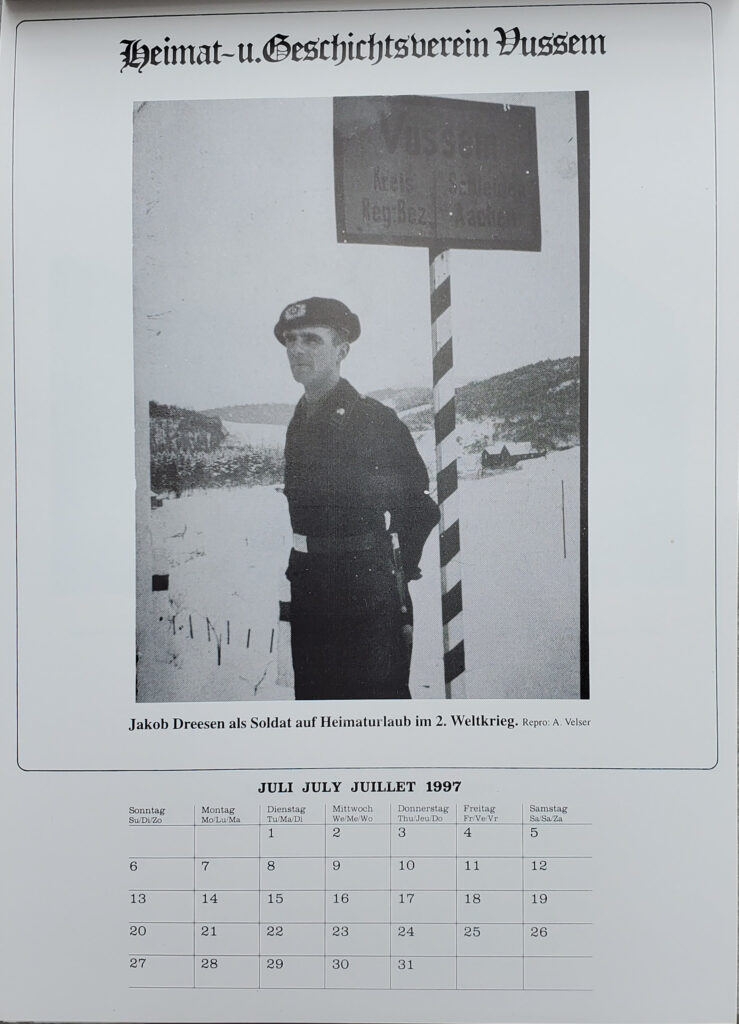 Heimat-u. Geschichtsverein Vussem
Vussem
Kreis Schleiden
Reg. Bez. Aachen
Jakob Dreesen als Soldat auf Heimaturlaub im 2. Weltkrieg. Repro: A. Velser
JULI JULY JUILLET 1997
Sonntag Montag Dienstag Mittwoch Donnerstag Freitag Samstag
Su/Di/Zo Mo/Lu/Ma Tu/Ma/Di We/Me/Wo Thu/Jeu/Do Fr/Ve/Vr Sa/Sa/Za
1 2 3 4 5
6 7 8 9 10 11 12
13 14 15 16 17 18 19
20 21 22 23 24 25 26
27 28 29 30 31